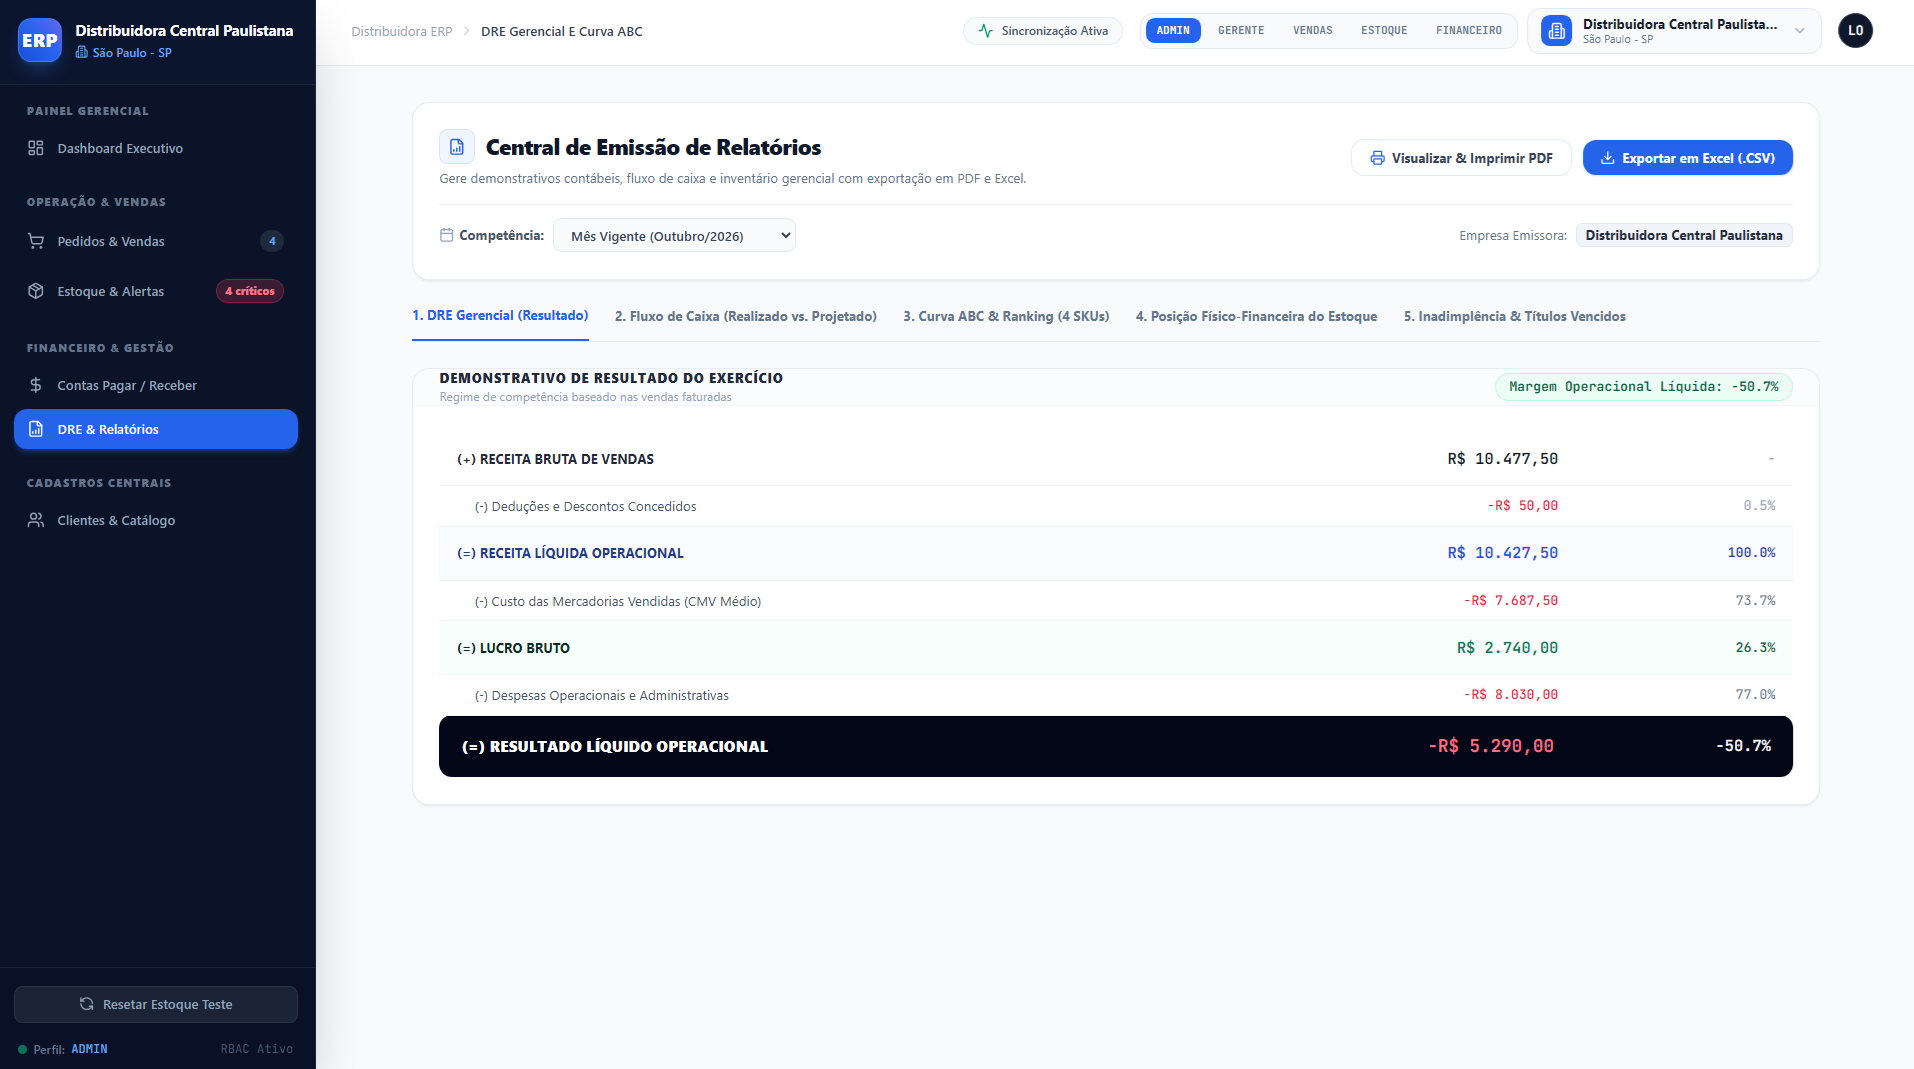 ERP
Distribuidora Central Paulistana
São Paulo - SP
PAINEL GERENCIAL
Dashboard Executivo
OPERAÇÃO & VENDAS
Pedidos & Vendas
4
Estoque & Alertas
4 críticos
FINANCEIRO & GESTÃO
Contas Pagar / Receber
DRE & Relatórios
CADASTROS CENTRAIS
Clientes & Catálogo
Resetar Estoque Teste
Perfil: ADMIN
RBAC Ativo
Distribuidora ERP
DRE Gerencial E Curva ABC
Sincronização Ativa
ADMIN
GERENTE
VENDAS
ESTOQUE
FINANCEIRO
Distribuidora Central Paulista...
São Paulo - SP
LO
Central de Emissão de Relatórios
Gere demonstrativos contábeis, fluxo de caixa e inventário gerencial com exportação em PDF e Excel.
Visualizar & Imprimir PDF
Exportar em Excel (.CSV)
Competência:
Mês Vigente (Outubro/2026)
Empresa Emissora:
Distribuidora Central Paulistana
1. DRE Gerencial (Resultado)
2. Fluxo de Caixa (Realizado vs. Projetado)
3. Curva ABC & Ranking (4 SKUs)
4. Posição Físico-Financeira do Estoque
5. Inadimplência & Títulos Vencidos
DEMONSTRATIVO DE RESULTADO DO EXERCÍCIO
Regime de competência baseado nas vendas faturadas
Margem Operacional Líquida: -50.7%
(+) RECEITA BRUTA DE VENDAS R$ 10.477,50 -
(-) Deduções e Descontos Concedidos -R$ 50,00 0.5%
(=) RECEITA LÍQUIDA OPERACIONAL R$ 10.427,50 100.0%
(-) Custo das Mercadorias Vendidas (CMV Médio) -R$ 7.687,50 73.7%
(=) LUCRO BRUTO R$ 2.740,00 26.3%
(-) Despesas Operacionais e Administrativas -R$ 8.030,00 77.0%
(=) RESULTADO LÍQUIDO OPERACIONAL -R$ 5.290,00 -50.7%